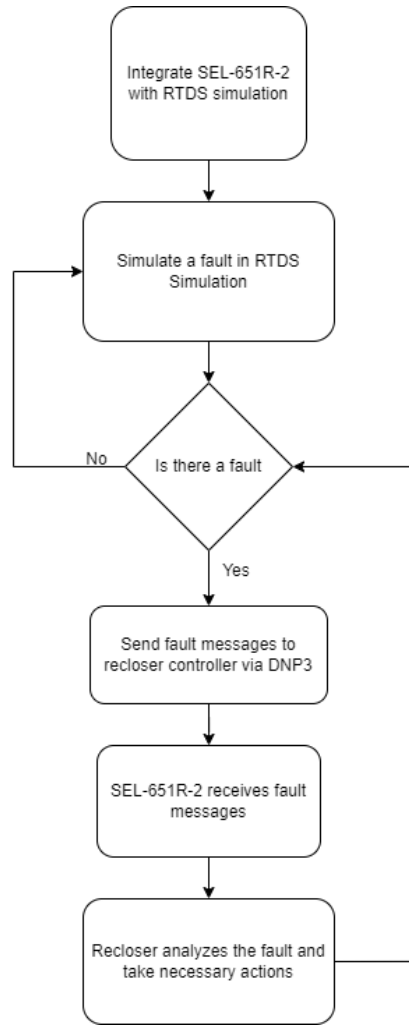 Integrate SEL-651R-2
with RTDS simulation
Simulate a fault in RTDS
Simulation
Is there a fault
No
Yes
Send fault messages to
recloser controller via DNP3
SEL-651R-2 receives fault
messages
Recloser analyzes the fault and
take necessary actions